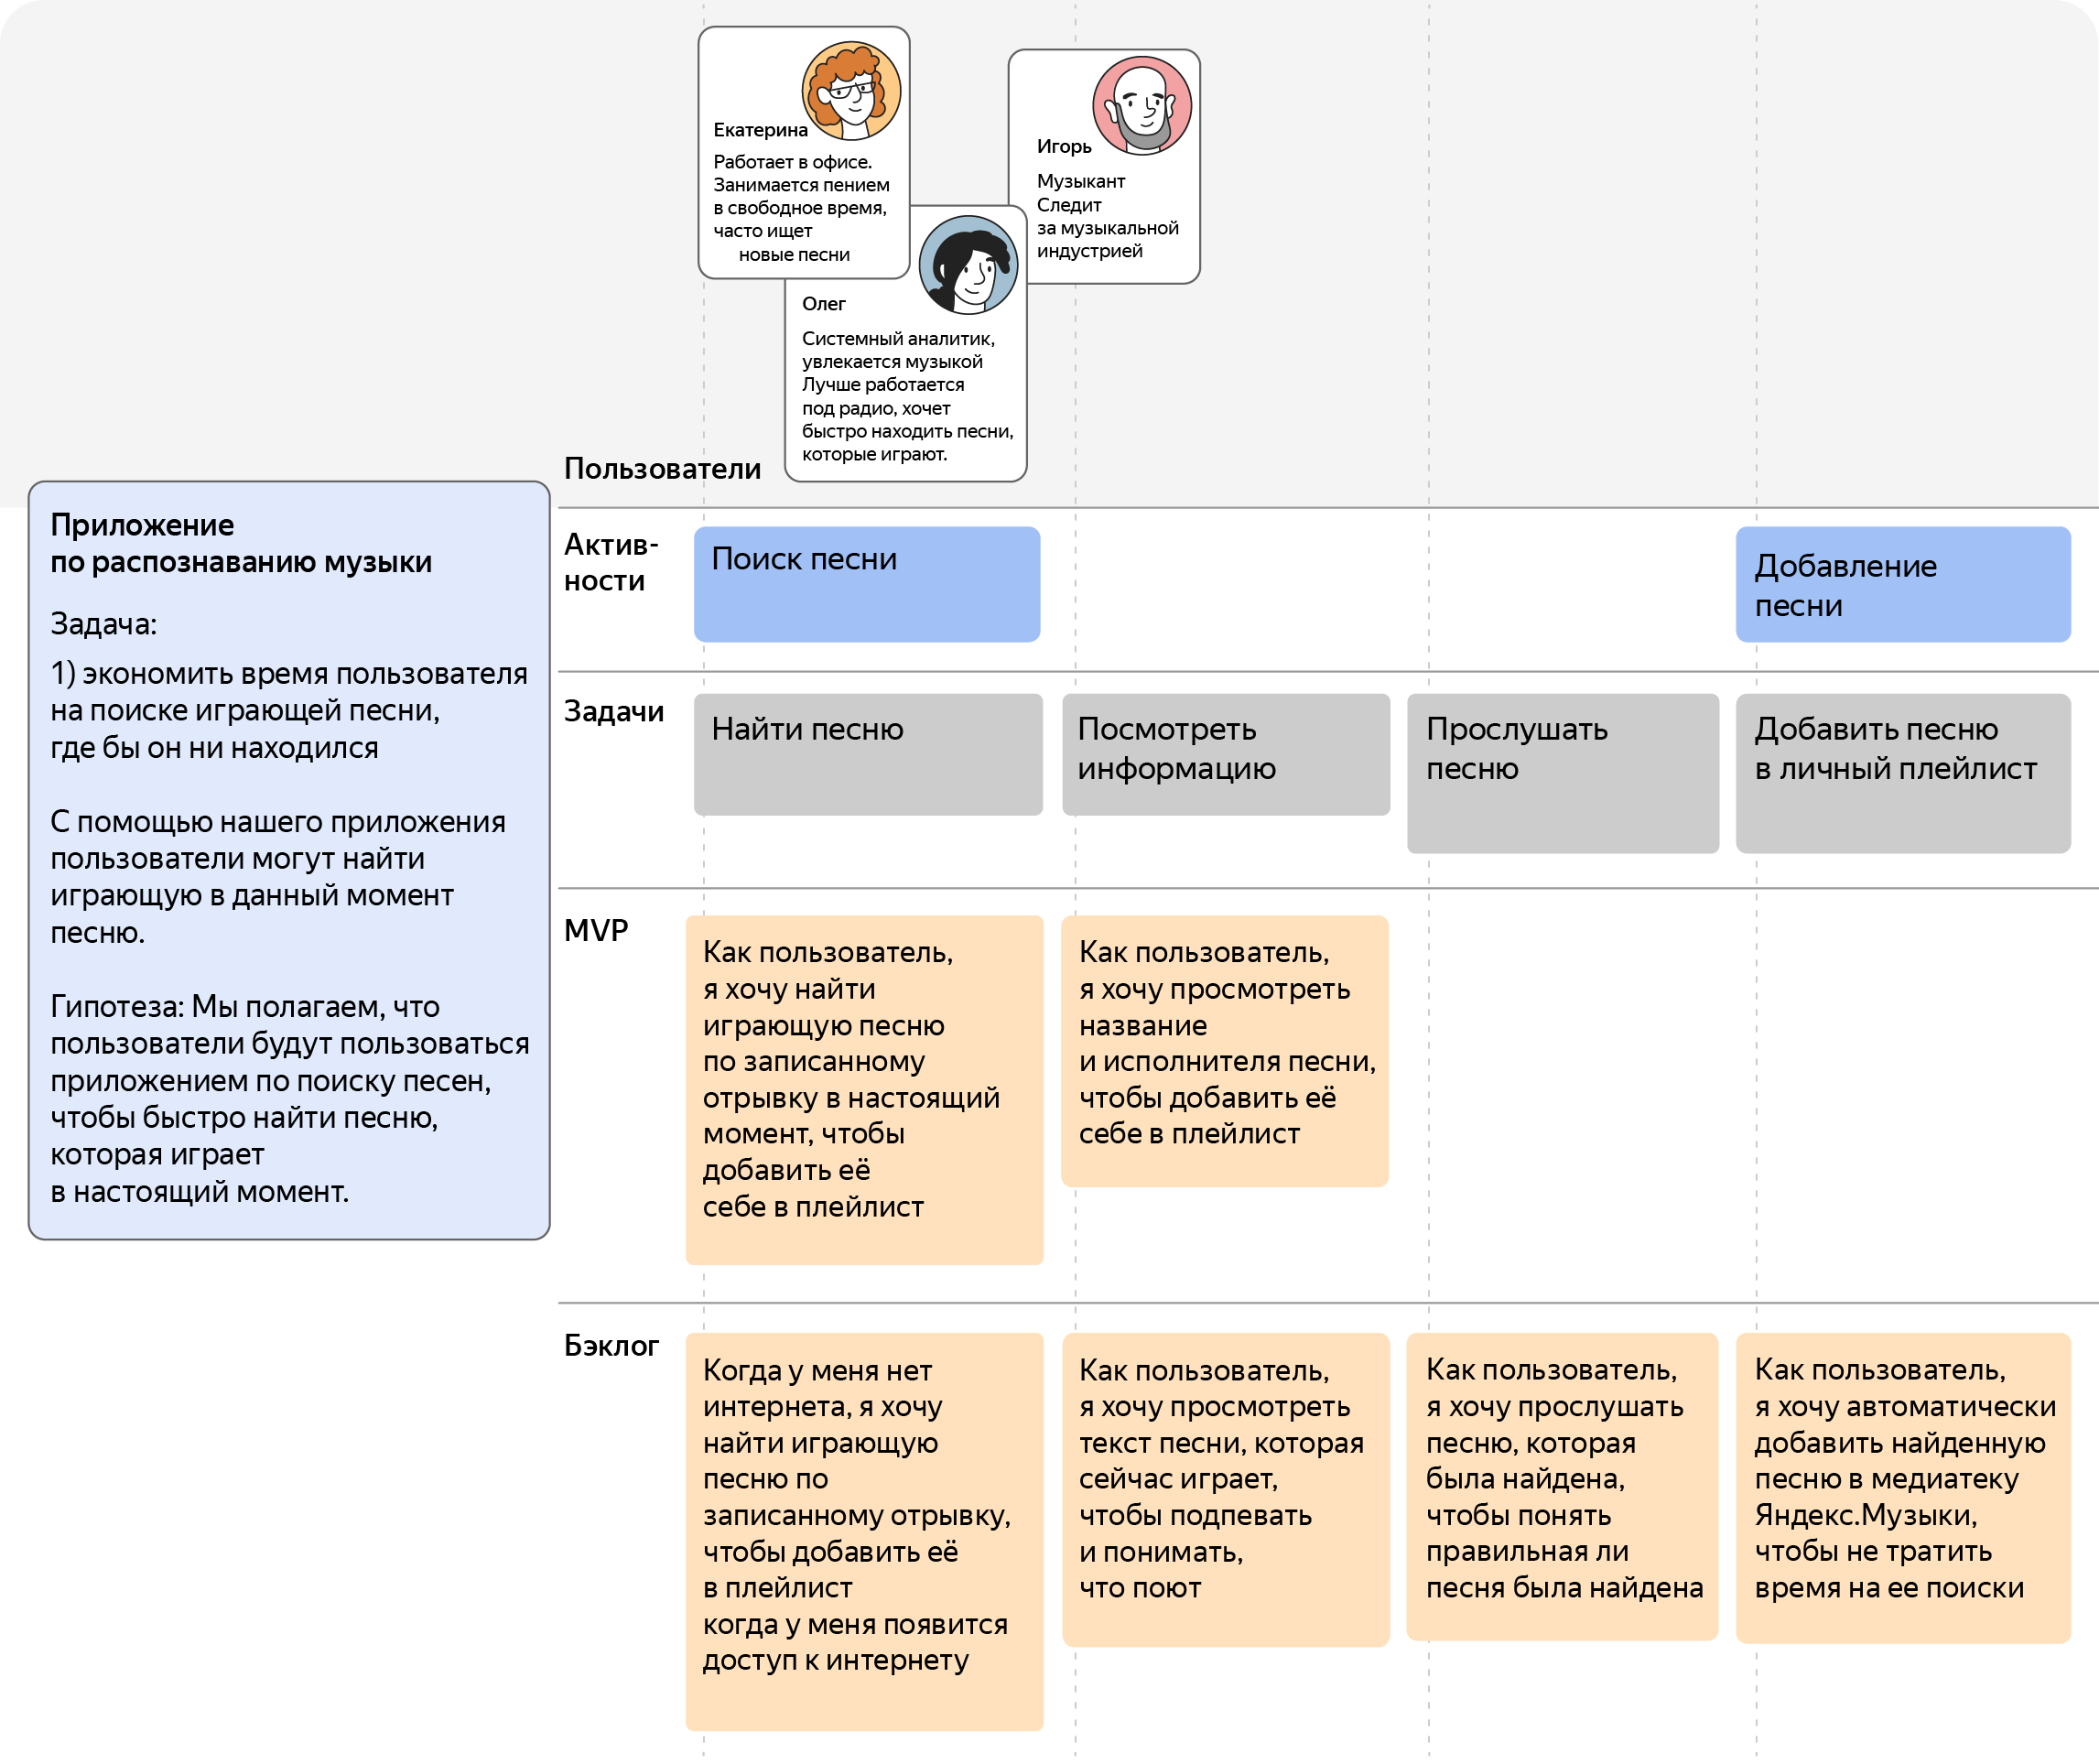 Екатерина
Работает в офисе.
Занимается пением
в свободное время,
часто ищет
новые песни
Игорь
Музыкант
Следит
за музыкальной
индустрией
Олег
Системный аналитик,
увлекается музыкой
Лучше работается
под радио, хочет
быстро находить песни,
которые играют.
Пользователи
Приложение
по распознаванию музыки
Задача:
1) экономить время пользователя
на поиске играющей песни,
где бы он ни находился
С помощью нашего приложения
пользователи могут найти
играющую в данный момент
песню.
Гипотеза: Мы полагаем, что
пользователи будут пользоваться
приложением по поиску песен,
чтобы быстро найти песню,
которая играет
в настоящий момент.
Актив-
ности
Поиск песни
Добавление
песни
Задачи
Найти песню
Посмотреть
информацию
Прослушать
песню
Добавить песню
в личный плейлист
MVP
Как пользователь,
я хочу найти
играющую песню
по записанному
отрывку в настоящий
момент, чтобы
добавить её
себе в плейлист
Как пользователь,
я хочу просмотреть
название
и исполнителя песни,
чтобы добавить её
себе в плейлист
Бэклог
Когда у меня нет
интернета, я хочу
найти играющую
песню по
записанному отрывку,
чтобы добавить её
в плейлист
когда у меня появится
доступ к интернету
Как пользователь,
я хочу просмотреть
текст песни, которая
сейчас играет,
чтобы подпевать
и понимать,
что поют
Как пользователь,
я хочу прослушать
песню, которая
была найдена,
чтобы понять
правильная ли
песня была найдена
Как пользователь,
я хочу автоматически
добавить найденную
песню в медиатеку
Яндекс.Музыки,
чтобы не тратить
время на ее поиски